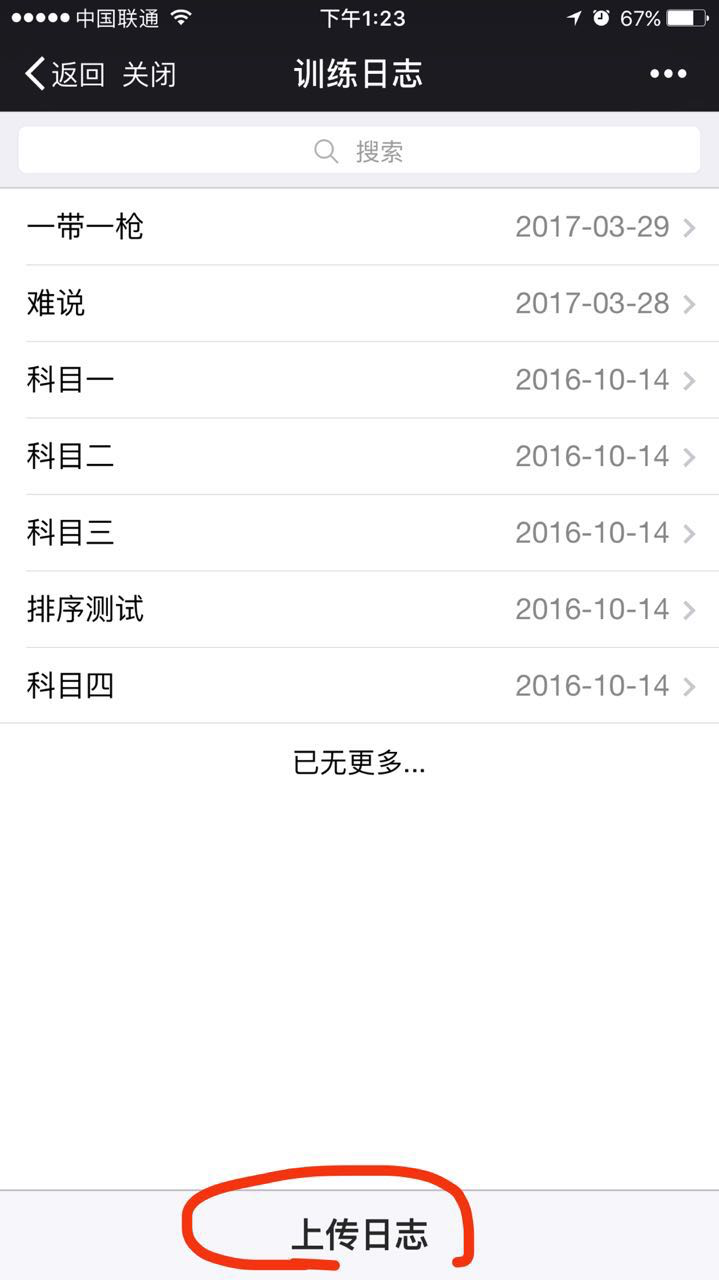 中国联通 下午1:23 67%
返回 关闭 训练日志
搜索
一带一枪 2017-03-29
难说 2017-03-28
科目一 2016-10-14
科目二 2016-10-14
科目三 2016-10-14
排序测试 2016-10-14
科目四 2016-10-14
已无更多...
上传日志